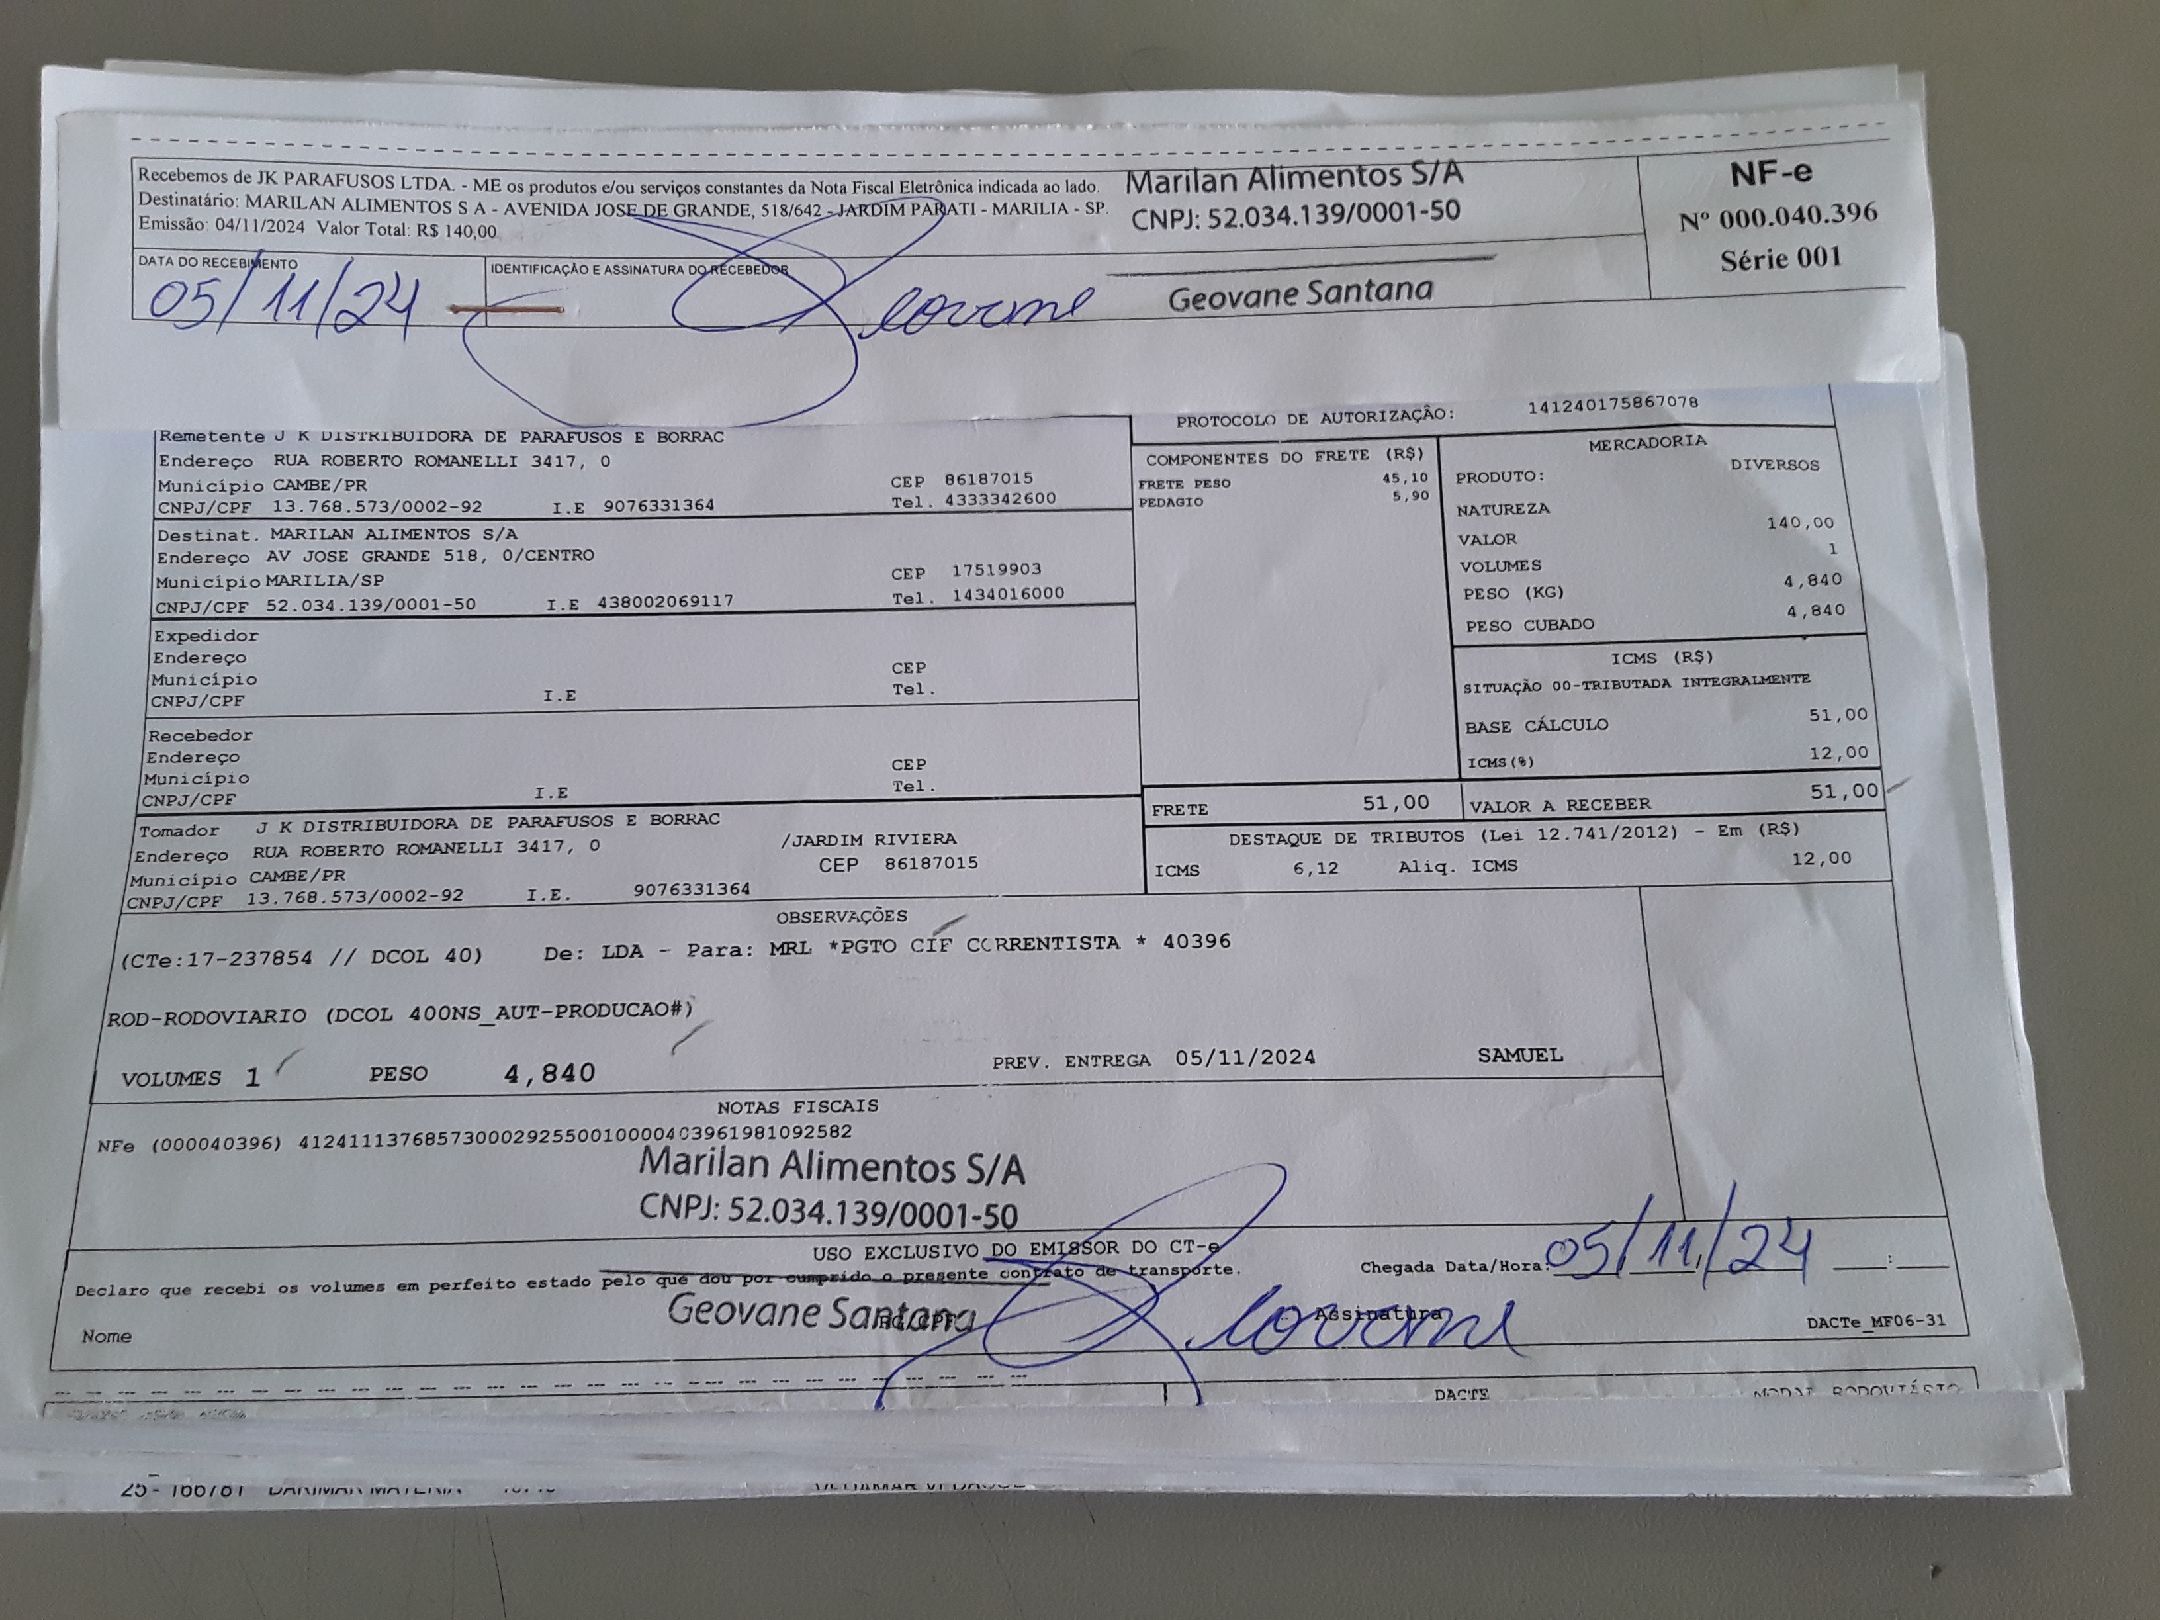 Recebemos de JK PARAFUSOS LTDA. - ME os produtos e/ou serviços constantes da Nota Fiscal Eletrônica indicada ao lado.
Destinatário: MARILAN ALIMENTOS S A - AVENIDA JOSE DE GRANDE, 518/642 - JARDIM PARATI - MARILIA - SP.
Emissão: 04/11/2024 Valor Total: R$ 140,00
Marilan Alimentos S/A
CNPJ: 52.034.139/0001-50
NF-e
Nº 000.040.396
Série 001
DATA DO RECEBIMENTO
05/11/24
IDENTIFICAÇÃO E ASSINATURA DO RECEBEDOR
Geovane
Geovane Santana
PROTOCOLO DE AUTORIZAÇÃO: 141240175867078
Remetente J K DISTRIBUIDORA DE PARAFUSOS E BORRAC
Endereço RUA ROBERTO ROMANELLI 3417, 0
Município CAMBE/PR CEP 86187015
CNPJ/CPF 13.768.573/0002-92 I.E 9076331364 Tel. 4333342600
Destinat. MARILAN ALIMENTOS S/A
Endereço AV JOSE GRANDE 518, 0/CENTRO
Município MARILIA/SP CEP 17519903
CNPJ/CPF 52.034.139/0001-50 I.E 438002069117 Tel. 1434016000
Expedidor
Endereço
Município CEP
CNPJ/CPF I.E Tel.
Recebedor
Endereço
Município CEP
CNPJ/CPF I.E Tel.
Tomador J K DISTRIBUIDORA DE PARAFUSOS E BORRAC
Endereço RUA ROBERTO ROMANELLI 3417, 0 /JARDIM RIVIERA
Município CAMBE/PR CEP 86187015
CNPJ/CPF 13.768.573/0002-92 I.E. 9076331364
COMPONENTES DO FRETE (R$)
FRETE PESO 45,10
PEDAGIO 5,90
MERCADORIA
PRODUTO: DIVERSOS
NATUREZA
VALOR 140,00
VOLUMES 1
PESO (KG) 4,840
PESO CUBADO 4,840
ICMS (R$)
SITUAÇÃO 00-TRIBUTADA INTEGRALMENTE
BASE CÁLCULO 51,00
ICMS(%) 12,00
FRETE 51,00 VALOR A RECEBER 51,00
DESTAQUE DE TRIBUTOS (Lei 12.741/2012) - Em (R$)
ICMS 6,12 Aliq. ICMS 12,00
OBSERVAÇÕES
(CTe:17-237854 // DCOL 40) De: LDA - Para: MRL *PGTO CIF CORRENTISTA * 40396
ROD-RODOVIARIO (DCOL 400NS_AUT-PRODUCAO#)
VOLUMES 1 PESO 4,840 PREV. ENTREGA 05/11/2024 SAMUEL
NOTAS FISCAIS
NFe (000040396) 41241113768573000292550010000403961981092582
Marilan Alimentos S/A
CNPJ: 52.034.139/0001-50
USO EXCLUSIVO DO EMISSOR DO CT-e
Declaro que recebi os volumes em perfeito estado pelo que dou por cumprido o presente contrato de transporte.
Chegada Data/Hora: 05/11/24 :
Geovane Santana
Nome RG/CPF Assinatura
Geovane
DACTe_MF06-31
DACTE MODAL RODOVIÁRIO
25-166781